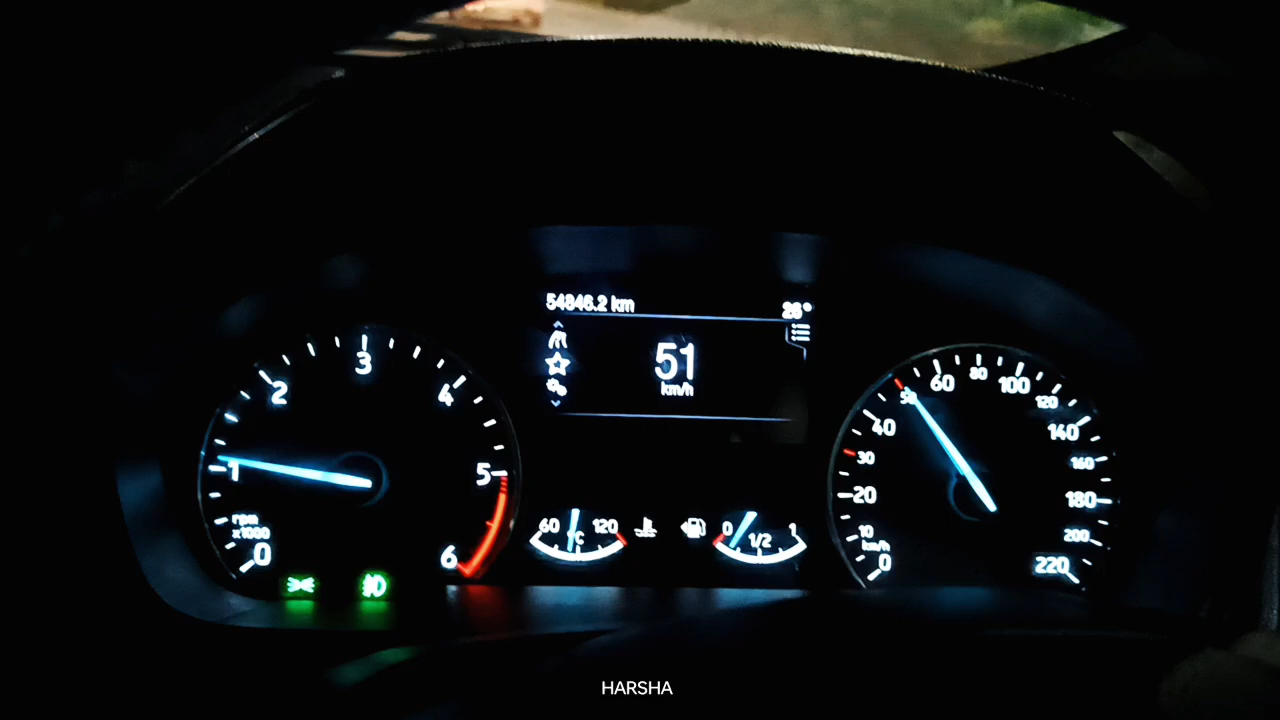 54846.2 km 26°
51
km/h
0 1 2 3 4 5 6
rpm
x1000
60 120
°C
0 1/2 1
0 10 20 30 40 50 60 80 100 120 140 160 180 200 220
km/h
HARSHA